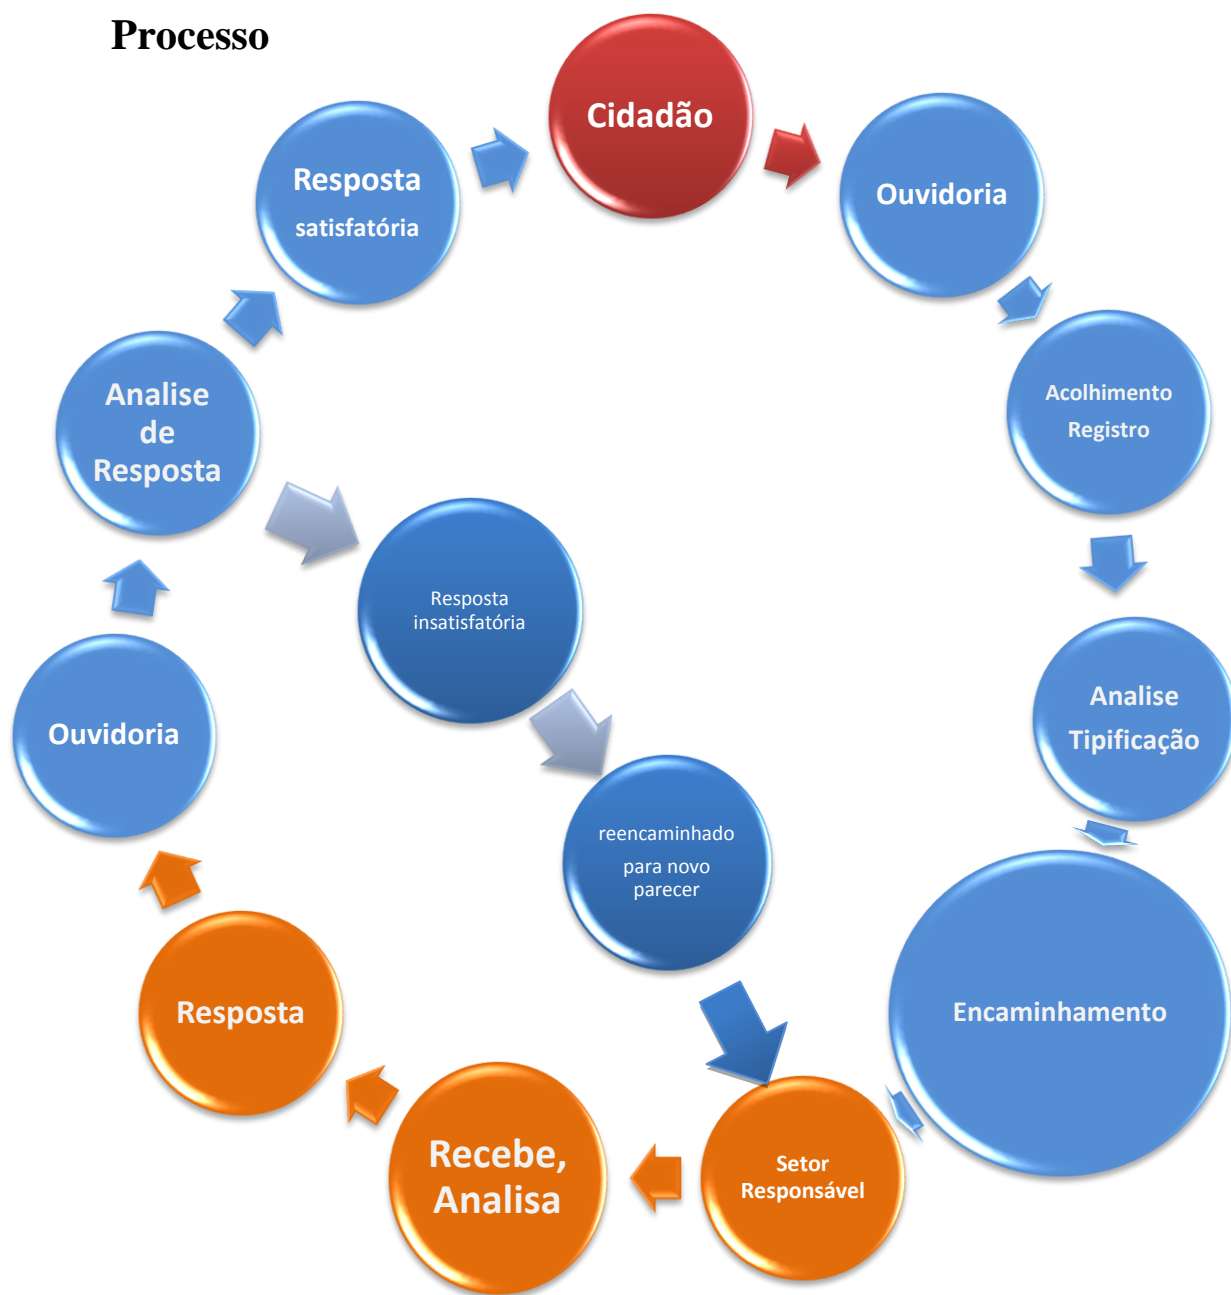 Processo
Cidadão
Ouvidoria
Acolhimento
Registro
Analise
Tipificação
Encaminhamento
Setor
Responsável
Recebe,
Analisa
Resposta
Ouvidoria
Analise
de
Resposta
Resposta
satisfatória
Resposta
insatisfatória
reencaminhado
para novo
parecer